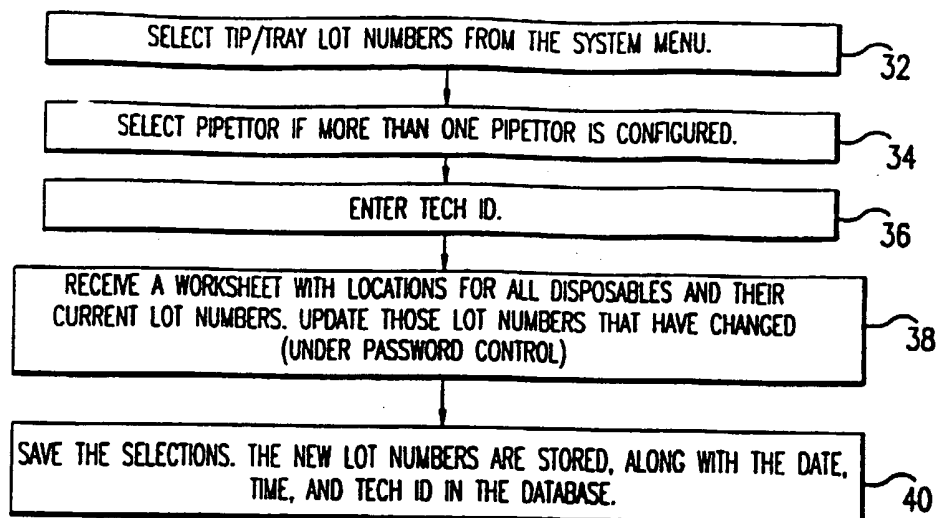 SELECT TIP/TRAY LOT NUMBERS FROM THE SYSTEM MENU.
32
SELECT PIPETTOR IF MORE THAN ONE PIPETTOR IS CONFIGURED.
34
ENTER TECH ID.
36
RECEIVE A WORKSHEET WITH LOCATIONS FOR ALL DISPOSABLES AND THEIR
CURRENT LOT NUMBERS. UPDATE THOSE LOT NUMBERS THAT HAVE CHANGED
(UNDER PASSWORD CONTROL)
38
SAVE THE SELECTIONS. THE NEW LOT NUMBERS ARE STORED, ALONG WITH THE DATE,
TIME, AND TECH ID IN THE DATABASE.
40